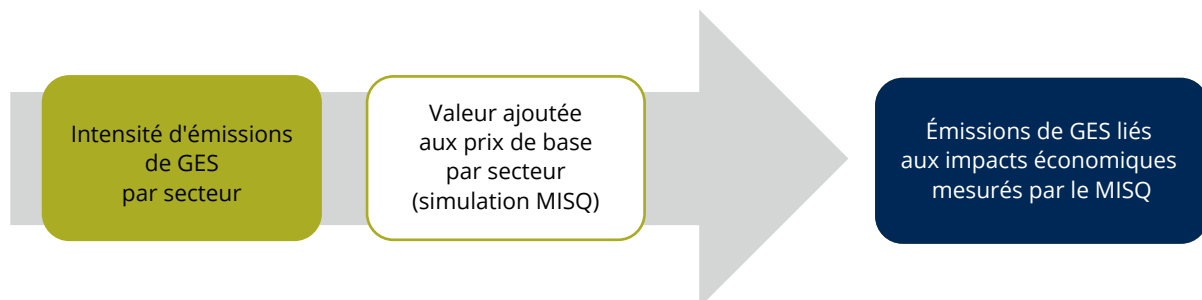 Intensité d'émissions
de GES
par secteur
Valeur ajoutée
aux prix de base
par secteur
(simulation MISQ)
Émissions de GES liés
aux impacts économiques
mesurés par le MISQ